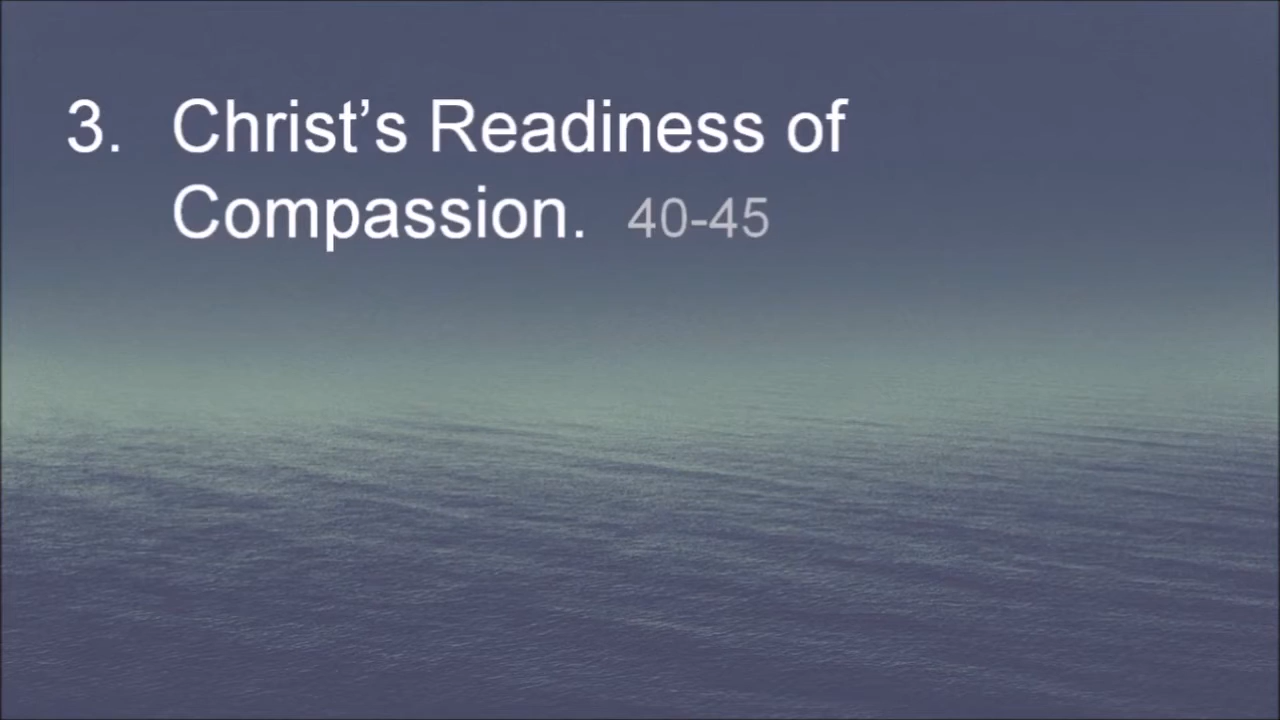 3. Christ’s Readiness of
Compassion. 40-45